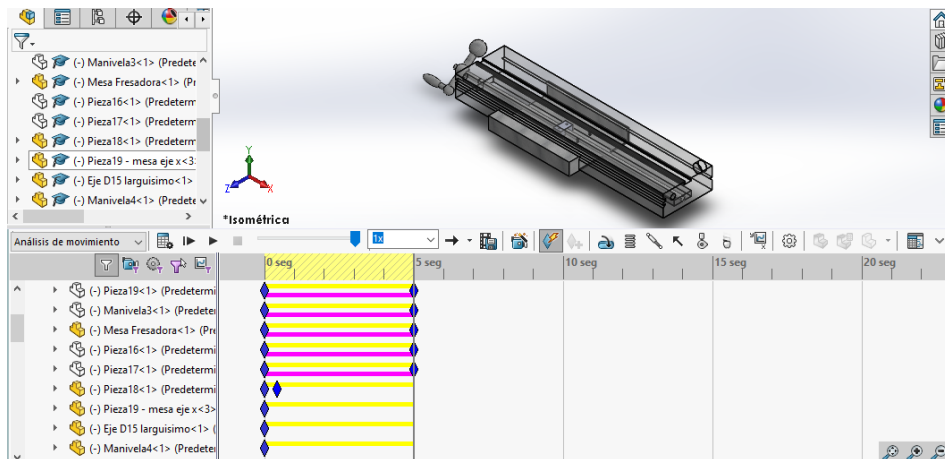 (-) Manivela3<1> (Predete
(-) Mesa Fresadora<1> (Pr
(-) Pieza16<1> (Predeterm
(-) Pieza17<1> (Predeterm
(-) Pieza18<1> (Predeterm
(-) Pieza19 - mesa eje x<3
(-) Eje D15 larguisimo<1>
(-) Manivela4<1> (Predete
Y
Z
X
*Isométrica
Análisis de movimiento
1x
0 seg
5 seg
10 seg
15 seg
20 seg
(-) Pieza19<1> (Predetermi
(-) Manivela3<1> (Predeter
(-) Mesa Fresadora<1> (Pre
(-) Pieza16<1> (Predetermi
(-) Pieza17<1> (Predetermi
(-) Pieza18<1> (Predetermi
(-) Pieza19 - mesa eje x<3>
(-) Eje D15 larguisimo<1> (
(-) Manivela4<1> (Predeter